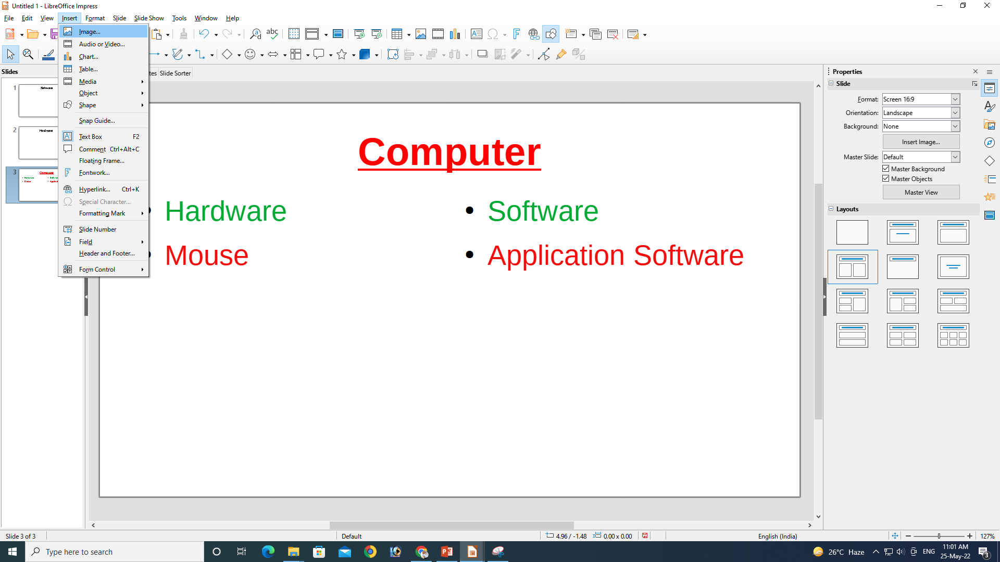 Untitled 1 - LibreOffice Impress
File Edit View Insert Format Slide Slide Show Tools Window Help
Image...
Audio or Video...
Chart...
Table...
Media
Object
Shape
Snap Guide...
Text Box F2
Comment Ctrl+Alt+C
Floating Frame...
Fontwork...
Hyperlink... Ctrl+K
Special Character...
Formatting Mark
Slide Number
Field
Header and Footer...
Form Control
Slides
1
Software
2
Hardware
3
Computer
tes Slide Sorter
Computer
• Hardware
• Mouse
• Software
• Application Software
Properties
Slide
Format: Screen 16:9
Orientation: Landscape
Background: None
Insert Image...
Master Slide: Default
Master Background
Master Objects
Master View
Layouts
Slide 3 of 3
Default
4.96 / -1.48
0.00 x 0.00
English (India)
127%
Type here to search
26°C Haze
ENG
11:01 AM
25-May-22
3